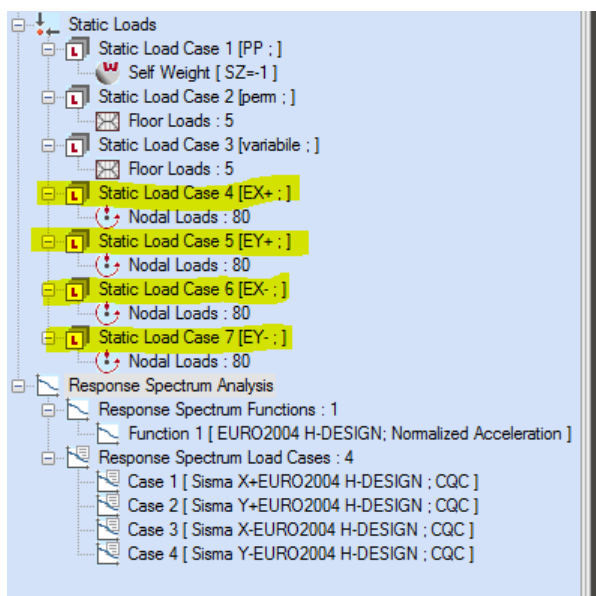 Static Loads
Static Load Case 1 [PP ; ]
Self Weight [ SZ=-1 ]
Static Load Case 2 [perm ; ]
Floor Loads : 5
Static Load Case 3 [variabile ; ]
Floor Loads : 5
Static Load Case 4 [EX+ ; ]
Nodal Loads : 80
Static Load Case 5 [EY+ ; ]
Nodal Loads : 80
Static Load Case 6 [EX- ; ]
Nodal Loads : 80
Static Load Case 7 [EY- ; ]
Nodal Loads : 80
Response Spectrum Analysis
Response Spectrum Functions : 1
Function 1 [ EURO2004 H-DESIGN; Normalized Acceleration ]
Response Spectrum Load Cases : 4
Case 1 [ Sisma X+EURO2004 H-DESIGN ; CQC ]
Case 2 [ Sisma Y+EURO2004 H-DESIGN ; CQC ]
Case 3 [ Sisma X-EURO2004 H-DESIGN ; CQC ]
Case 4 [ Sisma Y-EURO2004 H-DESIGN ; CQC ]